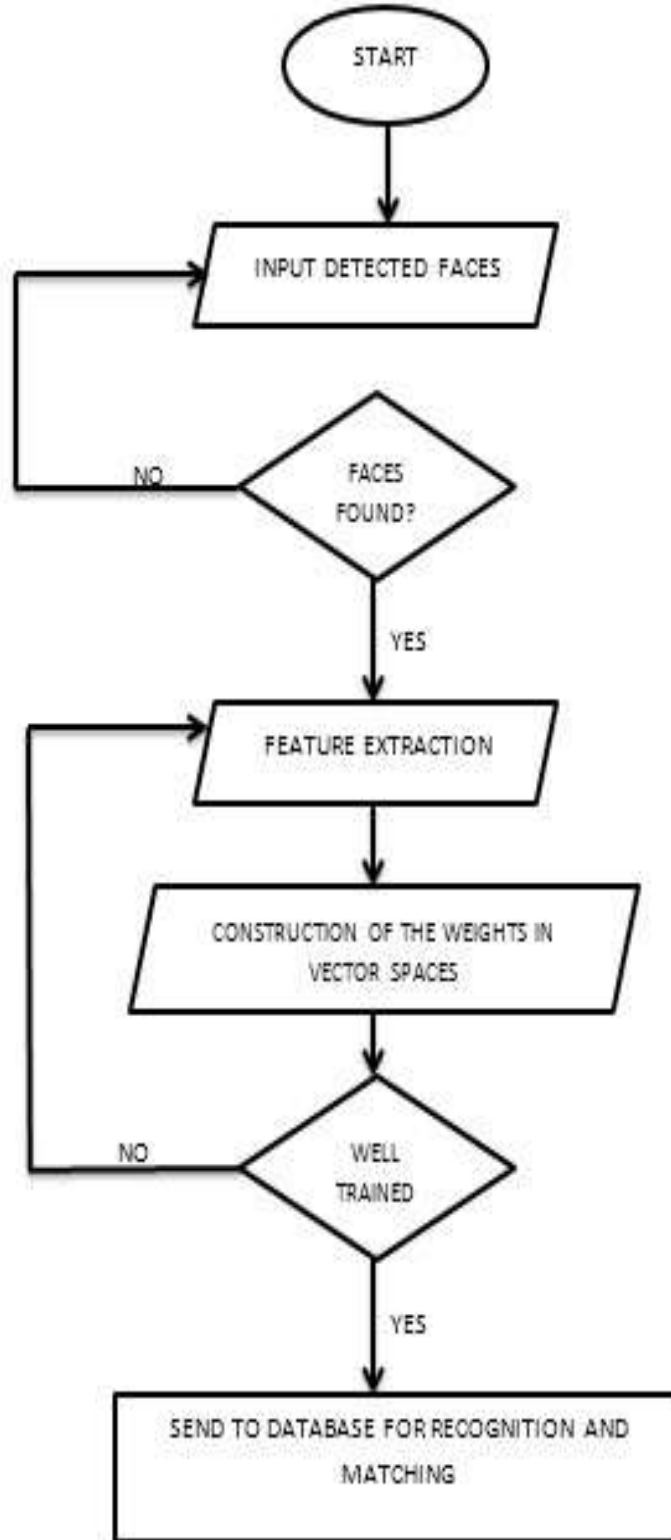 START
INPUT DETECTED FACES
NO
FACES
FOUND?
YES
FEATURE EXTRACTION
CONSTRUCTION OF THE WEIGHTS IN
VECTOR SPACES
NO
WELL
TRAINED
YES
SEND TO DATABASE FOR RECOGNITION AND
MATCHING